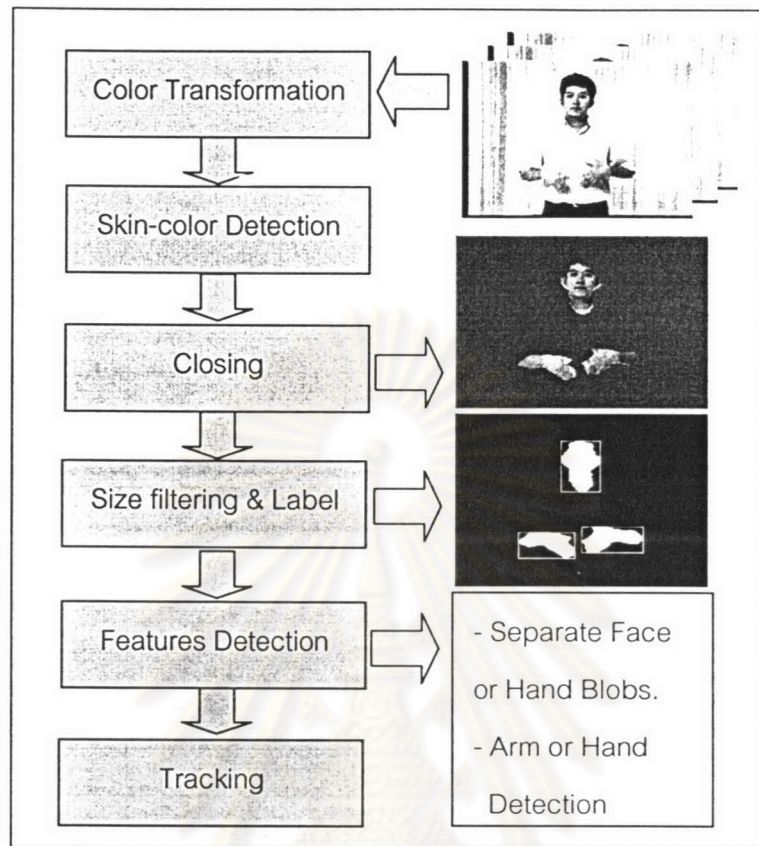 Color Transformation
Skin-color Detection
Closing
Size filtering & Label
Features Detection
- Separate Face
or Hand Blobs.
- Arm or Hand
Detection
Tracking